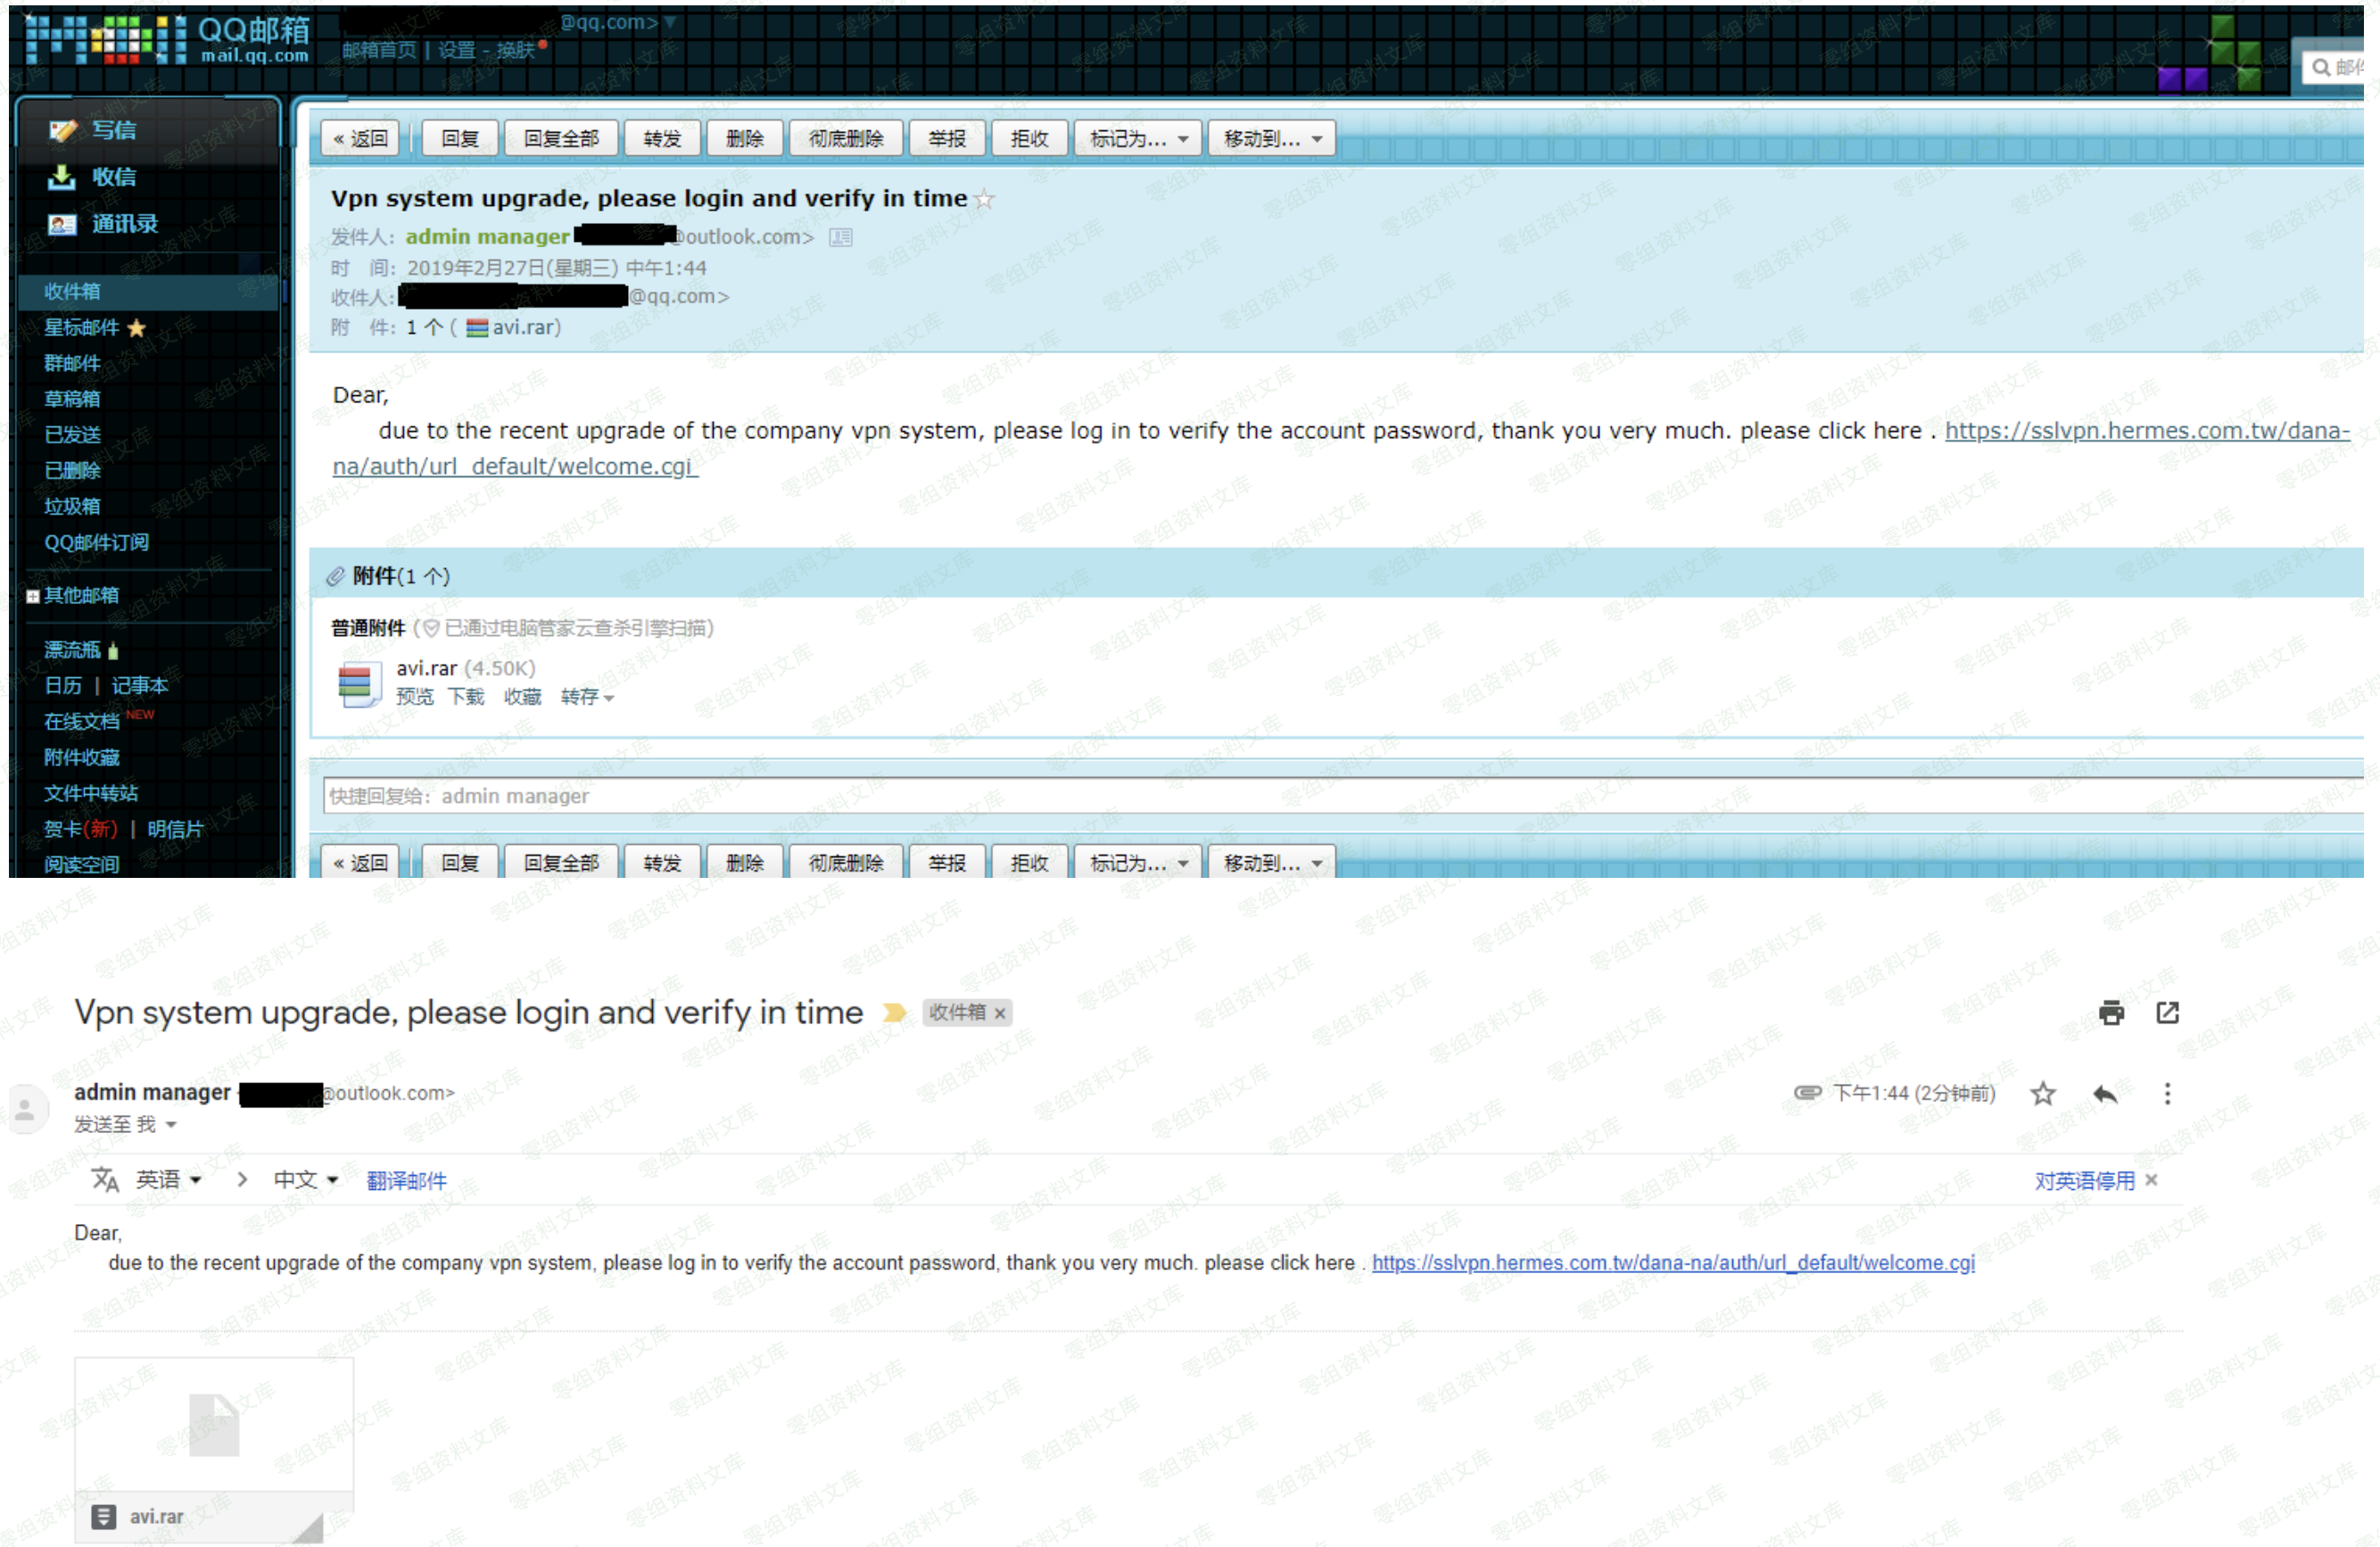 QQ邮箱
mail.qq.com
@qq.com>
邮箱首页 | 设置 - 换肤
写信
收信
通讯录
收件箱
星标邮件
群邮件
草稿箱
已发送
已删除
垃圾箱
QQ邮件订阅
其他邮箱
漂流瓶
日历 | 记事本
在线文档 NEW
附件收藏
文件中转站
贺卡(新) | 明信片
阅读空间
« 返回 回复 回复全部 转发 删除 彻底删除 举报 拒收 标记为... 移动到...
Vpn system upgrade, please login and verify in time
发件人: admin manager @outlook.com>
时 间: 2019年2月27日(星期三) 中午1:44
收件人: @qq.com>
附 件: 1 个 ( avi.rar)
Dear,
due to the recent upgrade of the company vpn system, please log in to verify the account password, thank you very much. please click here . https://sslvpn.hermes.com.tw/dana-
na/auth/url_default/welcome.cgi
附件(1 个)
普通附件 (已通过电脑管家云查杀引擎扫描)
avi.rar (4.50K)
预览 下载 收藏 转存
快捷回复给: admin manager
« 返回 回复 回复全部 转发 删除 彻底删除 举报 拒收 标记为... 移动到...
Vpn system upgrade, please login and verify in time 收件箱 x
admin manager @outlook.com> 下午1:44 (2分钟前)
发送至 我
英语 > 中文 翻译邮件 对英语停用 ×
Dear,
due to the recent upgrade of the company vpn system, please log in to verify the account password, thank you very much. please click here . https://sslvpn.hermes.com.tw/dana-na/auth/url_default/welcome.cgi
avi.rar
零组资料文库